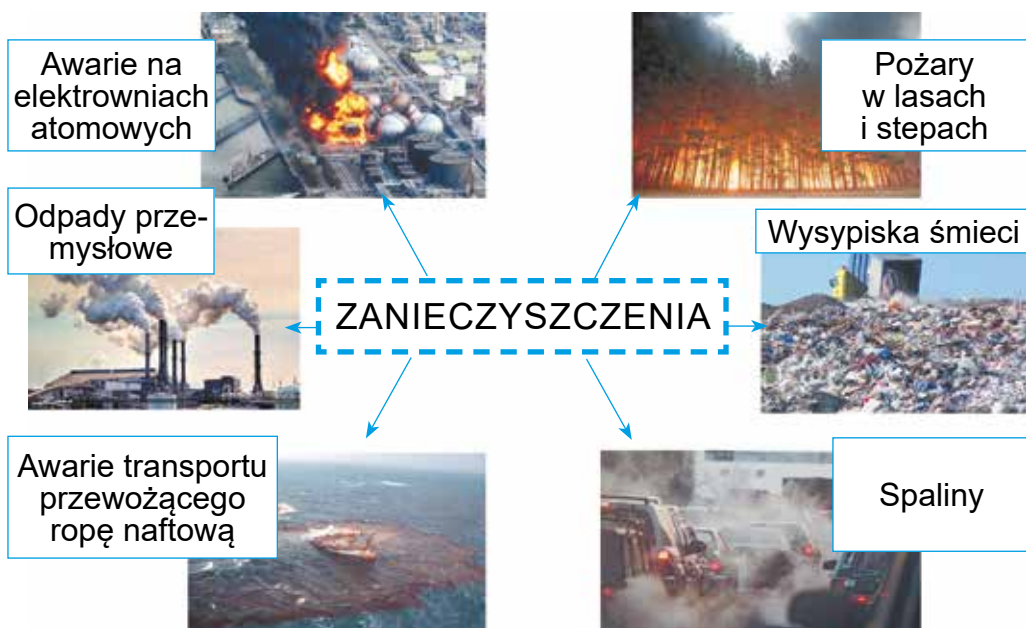 Awarie na
elektrowniach
atomowych
Pożary
w lasach
i stepach
Odpady prze-
mysłowe
Wysypiska śmieci
ZANIECZYSZCZENIA
Awarie transportu
przewożącego
ropę naftową
Spaliny